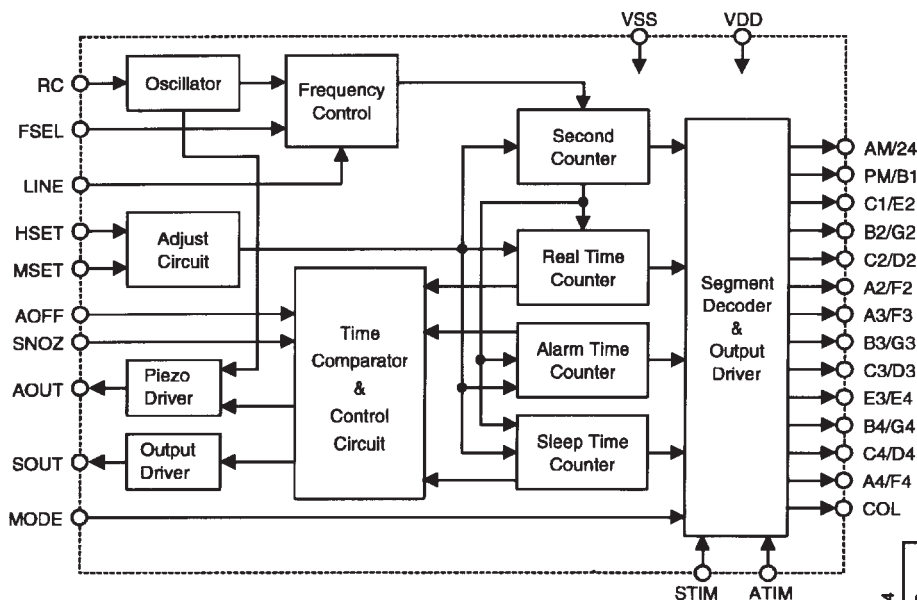 VSS
VDD
RC
FSEL
LINE
HSET
MSET
AOFF
SNOZ
AOUT
SOUT
MODE
Oscillator
Frequency
Control
Adjust
Circuit
Piezo
Driver
Output
Driver
Time
Comparator
&
Control
Circuit
Second
Counter
Real Time
Counter
Alarm Time
Counter
Sleep Time
Counter
Segment
Decoder
&
Output
Driver
AM/24
PM/B1
C1/E2
B2/G2
C2/D2
A2/F2
A3/F3
B3/G3
C3/D3
E3/E4
B4/G4
C4/D4
A4/F4
COL
STIM
ATIM
4